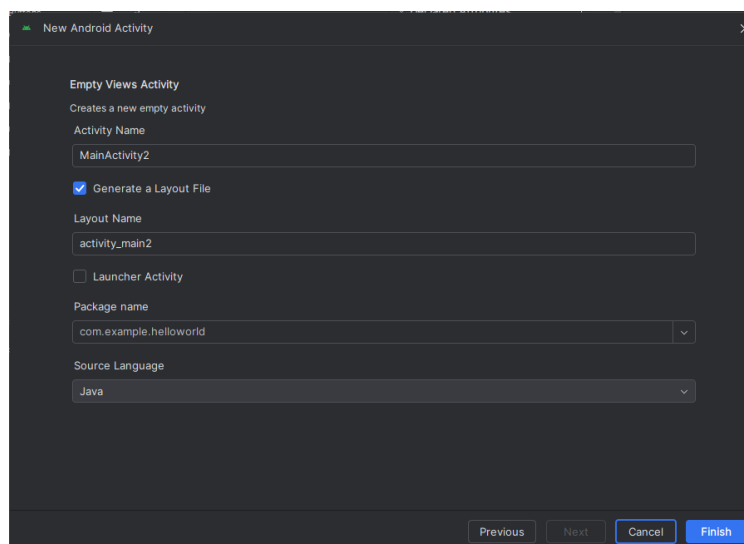 New Android Activity
Empty Views Activity
Creates a new empty activity
Activity Name
MainActivity2
Generate a Layout File
Layout Name
activity_main2
Launcher Activity
Package name
com.example.helloworld
Source Language
Java
Previous Next Cancel Finish